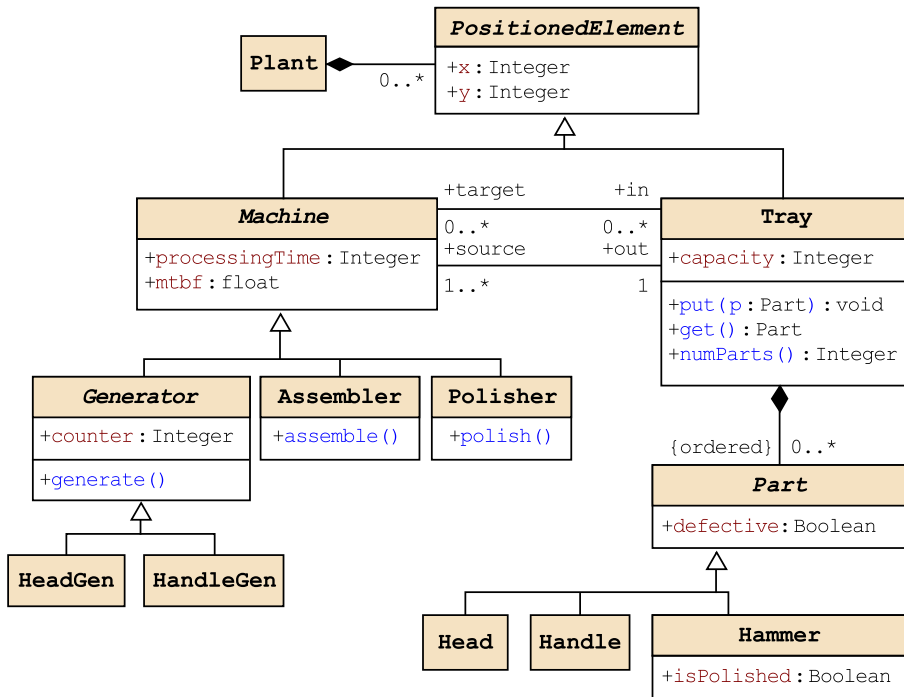 PositionedElement
Plant
0..*
+x:Integer
+y:Integer
+target
+in
Machine
0..*
0..*
Tray
+source
+out
+processingTime:Integer
+mtbf:float
1..*
1
+capacity:Integer
+put(p:Part):void
+get():Part
+numParts():Integer
Generator
Assembler
Polisher
+counter:Integer
+assemble()
+polish()
+generate()
{ordered}
0..*
Part
+defective:Boolean
HeadGen
HandleGen
Head
Handle
Hammer
+isPolished:Boolean